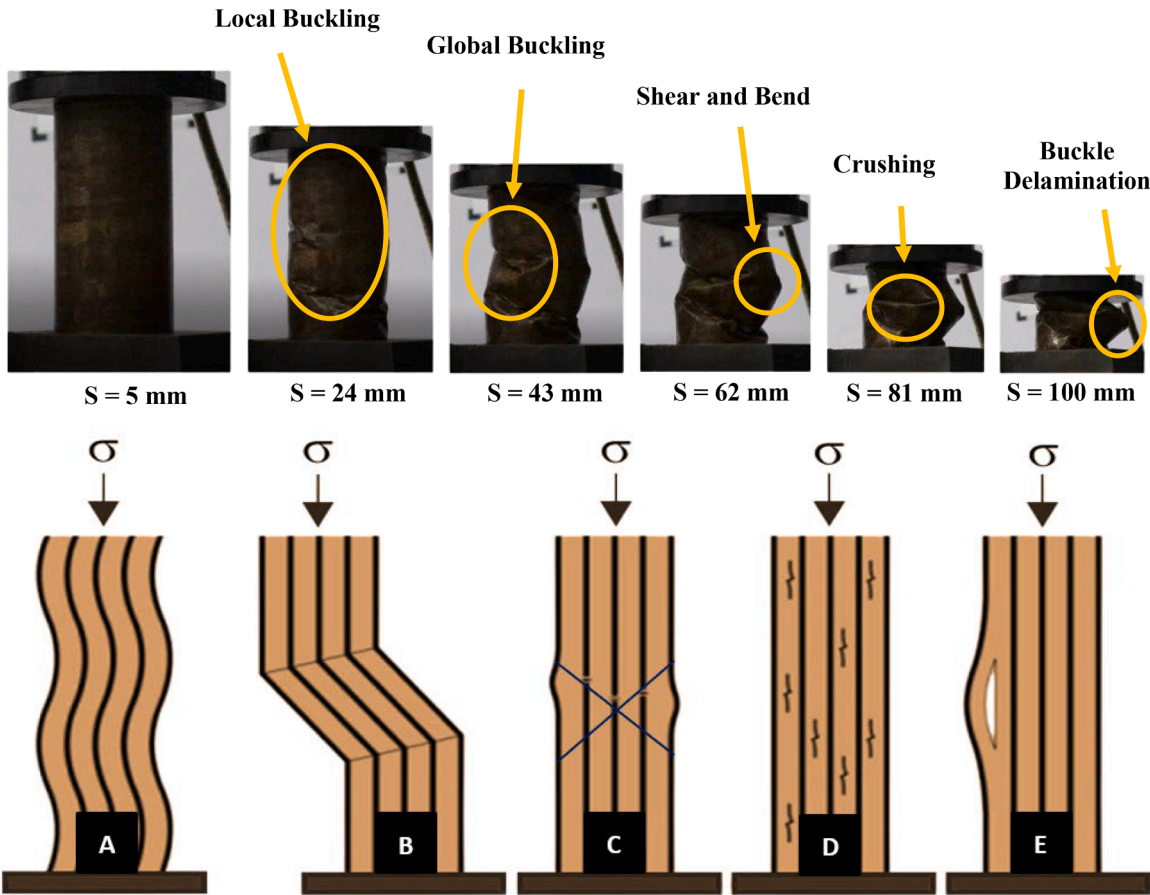 Local Buckling
Global Buckling
Shear and Bend
Crushing
Buckle
Delamination
S = 5 mm
S = 24 mm
S = 43 mm
S = 62 mm
S = 81 mm
S = 100 mm
σ
σ
σ
σ
σ
A
B
C
D
E